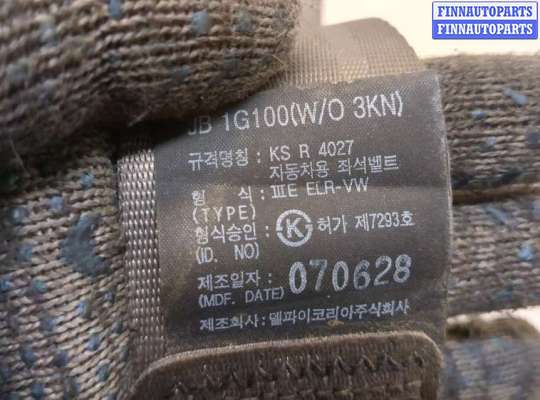 FINNAUTOPARTS
FINNAUTOPARTS
JB 1G100(W/O 3KN)
규격명칭 : KS R 4027
자동차용 좌석벨트
형 식 : ⅢE ELR-VW
(TYPE)
형식승인 : K 허가 제7293호
(ID. NO)
제조일자 : 070628
(MDF. DATE)
제조회사 : 델파이코리아주식회사